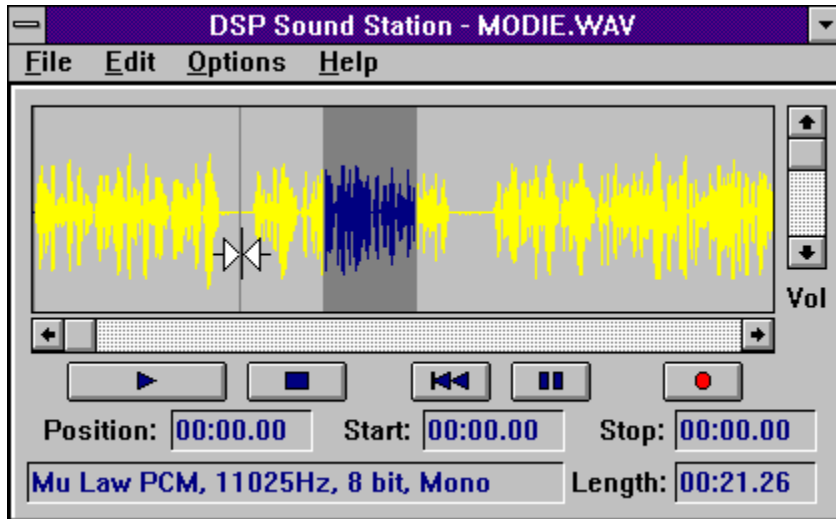 DSP Sound Station - MODIE.WAV
File Edit Options Help
Vol
Position: 00:00.00 Start: 00:00.00 Stop: 00:00.00
Mu Law PCM, 11025Hz, 8 bit, Mono Length: 00:21.26